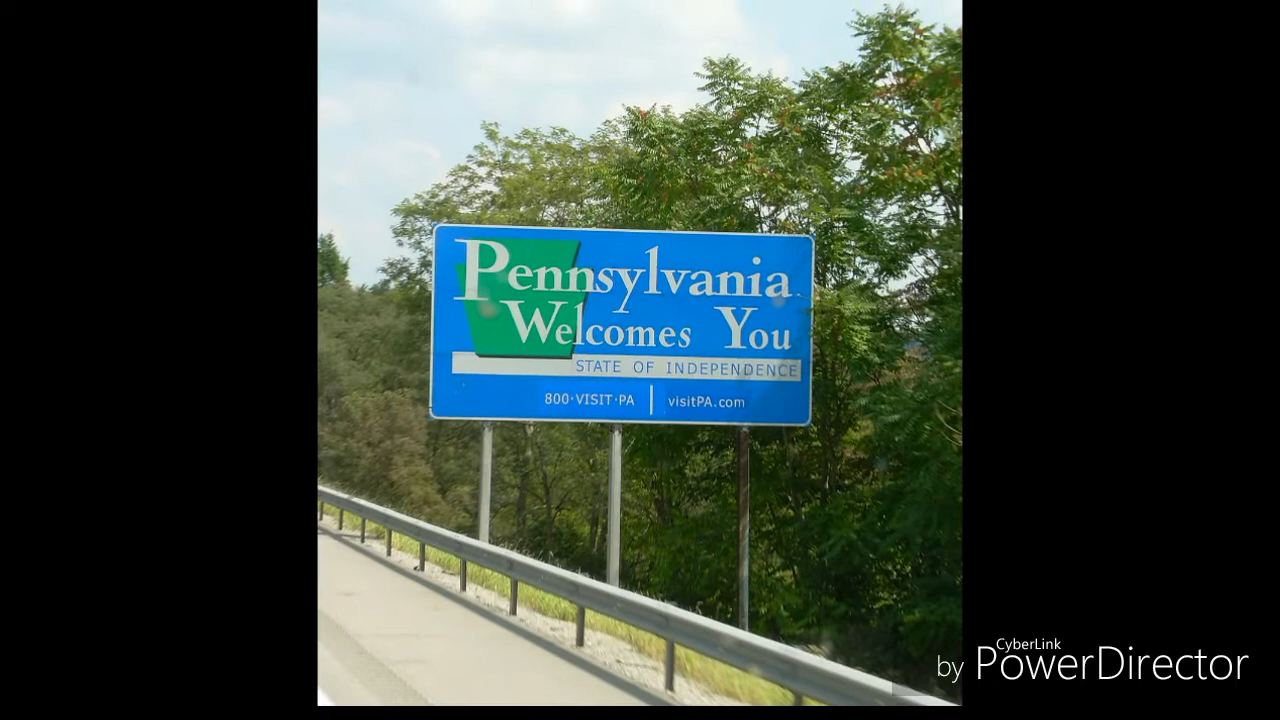 Pennsylvania
Welcomes You
STATE OF INDEPENDENCE
800·VISIT·PA | visitPA.com
CyberLink
by PowerDirector